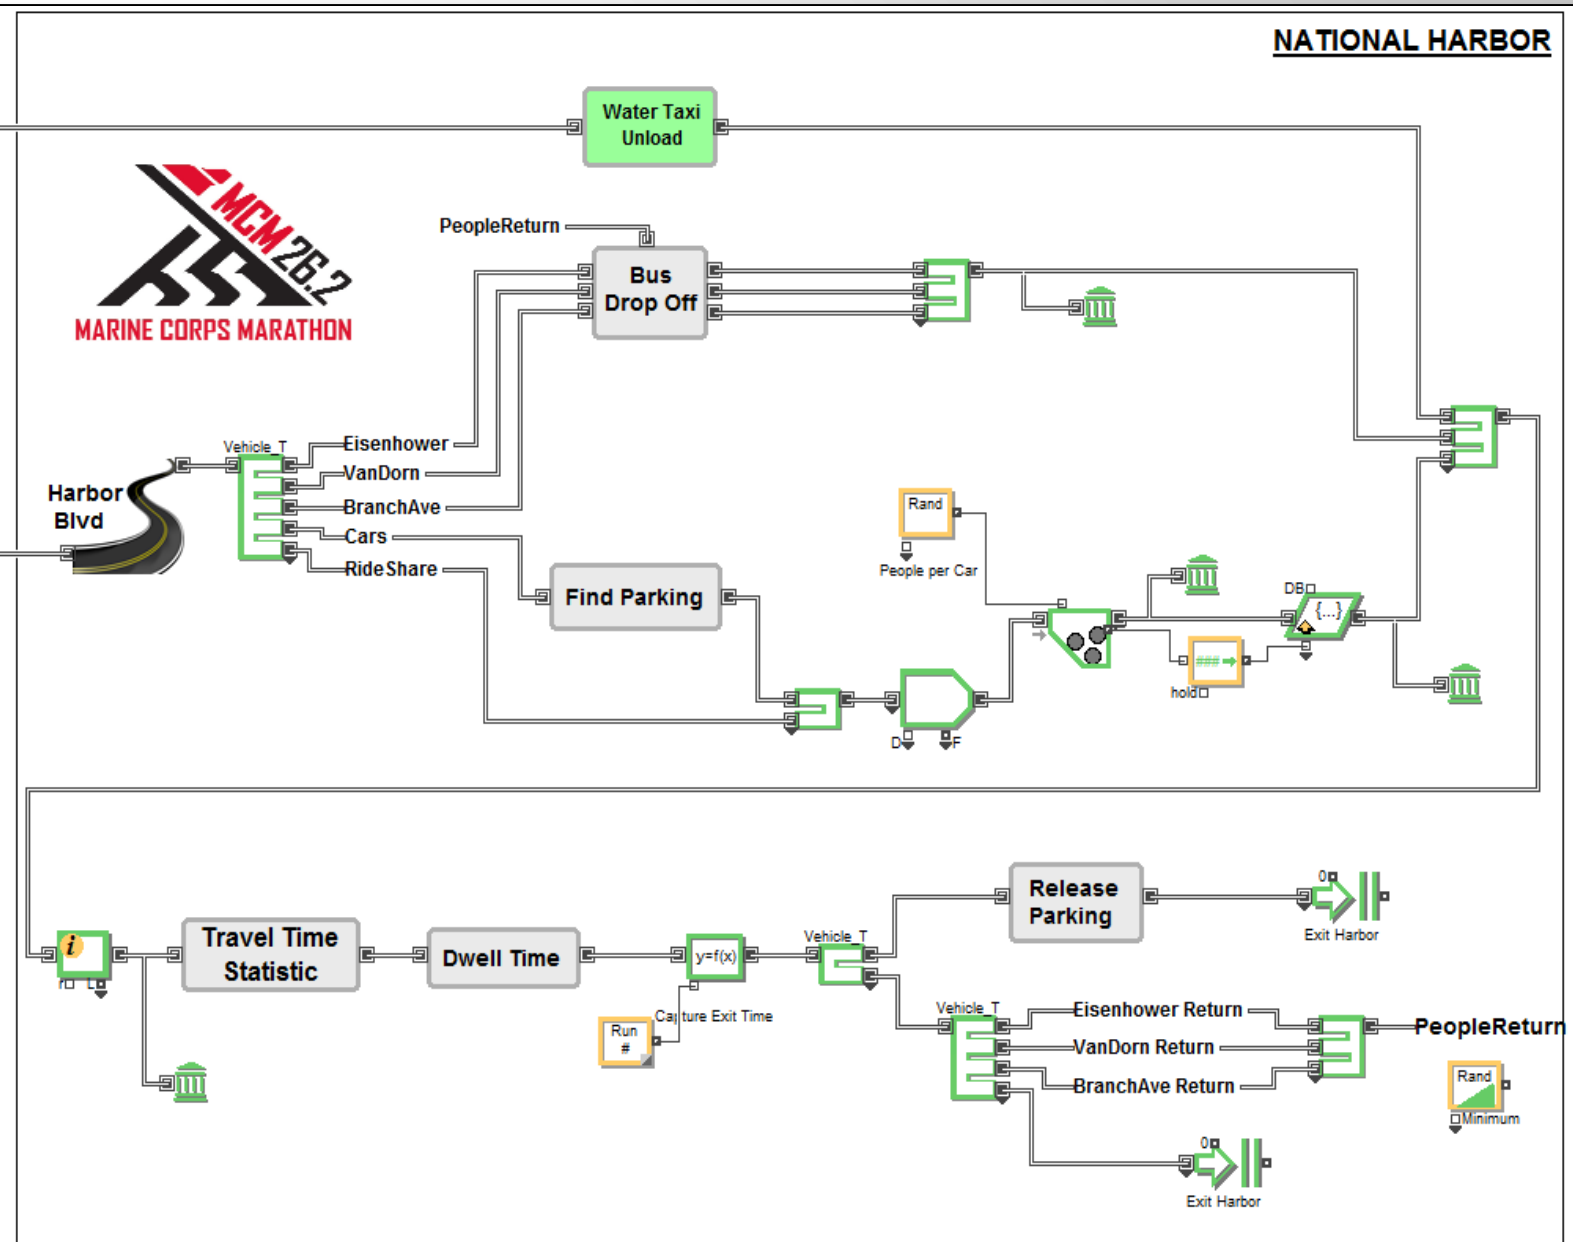 NATIONAL HARBOR
Water Taxi
Unload
MCM 26.2
MARINE CORPS MARATHON
PeopleReturn
Bus
Drop Off
Vehicle_T
Eisenhower
VanDorn
BranchAve
Cars
RideShare
Harbor
Blvd
Find Parking
Rand
People per Car
DB
{...}
###
hold
D
F
i
r
L
Travel Time
Statistic
Dwell Time
y=f(x)
Capture Exit Time
Run
#
Vehicle_T
Release
Parking
0
Exit Harbor
Vehicle_T
Eisenhower Return
VanDorn Return
BranchAve Return
PeopleReturn
Rand
Minimum
0
Exit Harbor